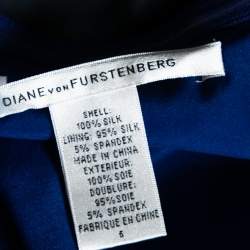 DIANE VON FURSTENBERG
SHELL:
100% SILK
LINING: 95% SILK
5% SPANDEX
MADE IN CHINA
EXTERIEUR:
100% SOIE
DOUBLURE:
95% SOIE
5% SPANDEX
FABRIQUE EN CHINE
6